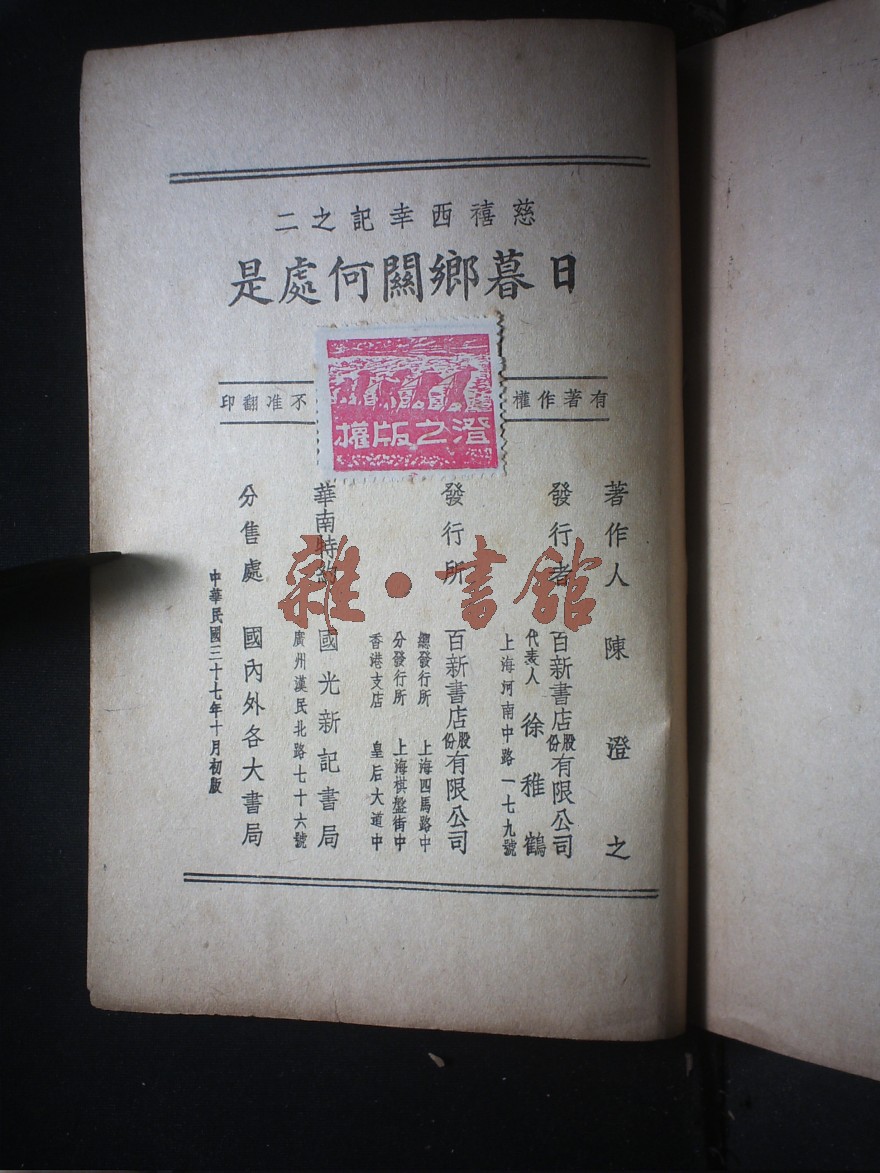 慈禧西幸記之二
日暮鄉關何處是
有著作權
不准翻印
澄之版權
著作人 陳澄之
發行者 百新書店股份有限公司
代表人 徐稚鶴
上海河南中路一七九號
發行所 百新書店股份有限公司
總發行所 上海四馬路中
分發行所 上海棋盤街中
香港支店 皇后大道中
華南特約 國光新記書局
廣州漢民北路七十六號
分售處 國內外各大書局
中華民國三十七年十月初版
雜·書館